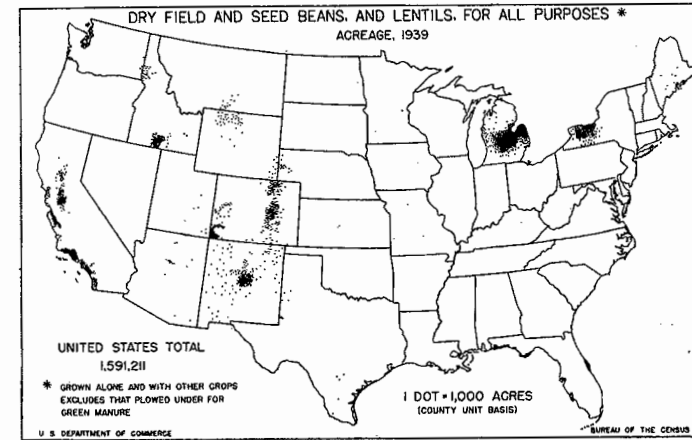 DRY FIELD AND SEED BEANS, AND LENTILS, FOR ALL PURPOSES *
ACREAGE, 1939
UNITED STATES TOTAL
1,591,211
* GROWN ALONE AND WITH OTHER CROPS
EXCLUDES THAT PLOWED UNDER FOR
GREEN MANURE
1 DOT = 1,000 ACRES
(COUNTY UNIT BASIS)
U S DEPARTMENT OF COMMERCE
BUREAU OF THE CENSUS